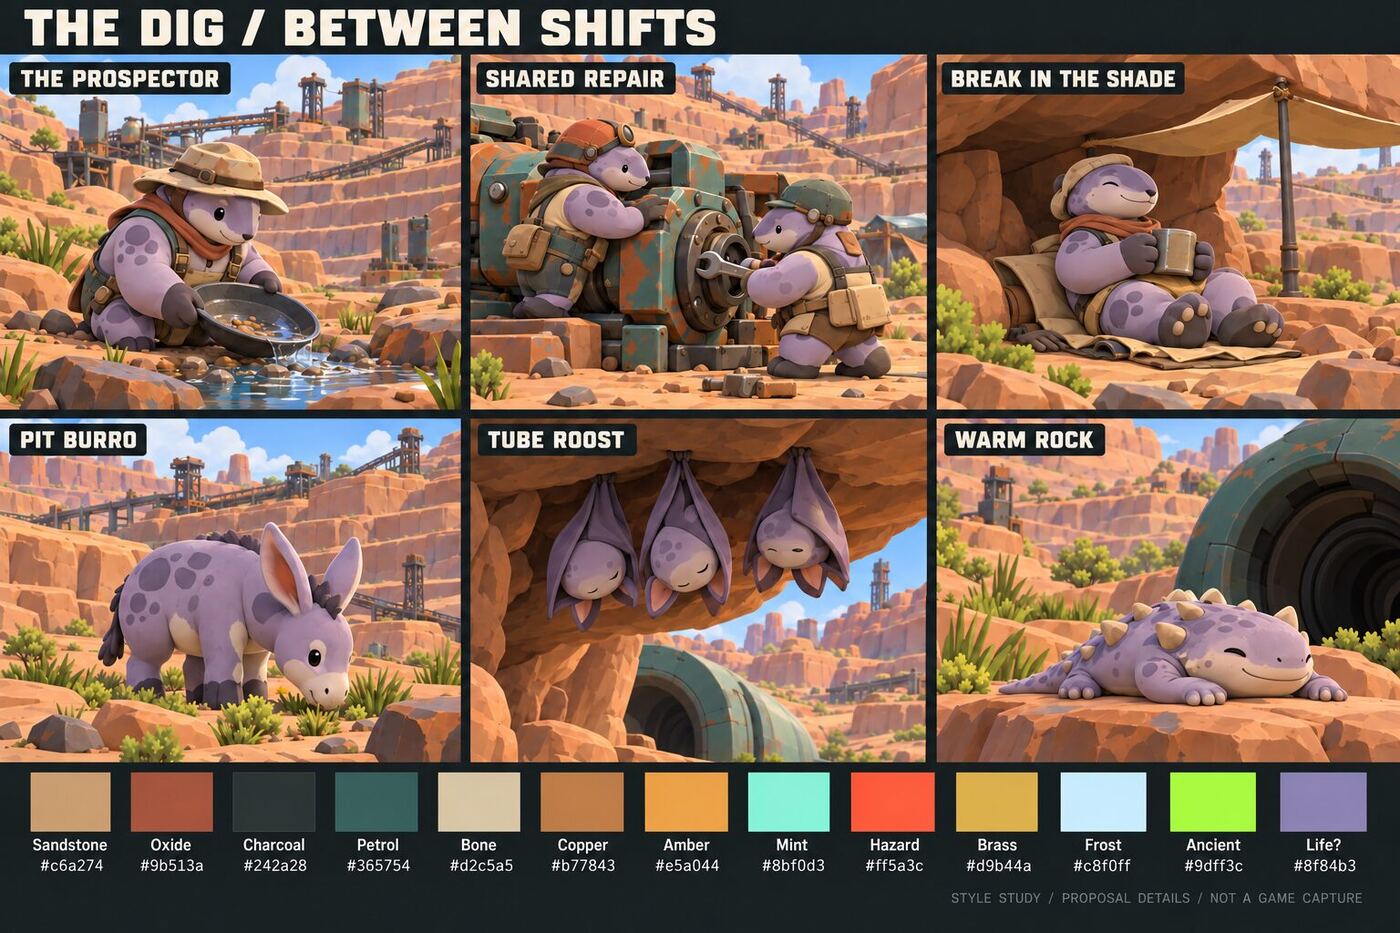 THE DIG / BETWEEN SHIFTS
THE PROSPECTOR
SHARED REPAIR
BREAK IN THE SHADE
PIT BURRO
TUBE ROOST
WARM ROCK
Sandstone
#c6a274
Oxide
#9b513a
Charcoal
#242a28
Petrol
#365754
Bone
#d2c5a5
Copper
#b77843
Amber
#e5a044
Mint
#8bf0d3
Hazard
#ff5a3c
Brass
#d9b44a
Frost
#c8f0ff
Ancient
#9dff3c
Life?
#8f84b3
STYLE STUDY / PROPOSAL DETAILS / NOT A GAME CAPTURE